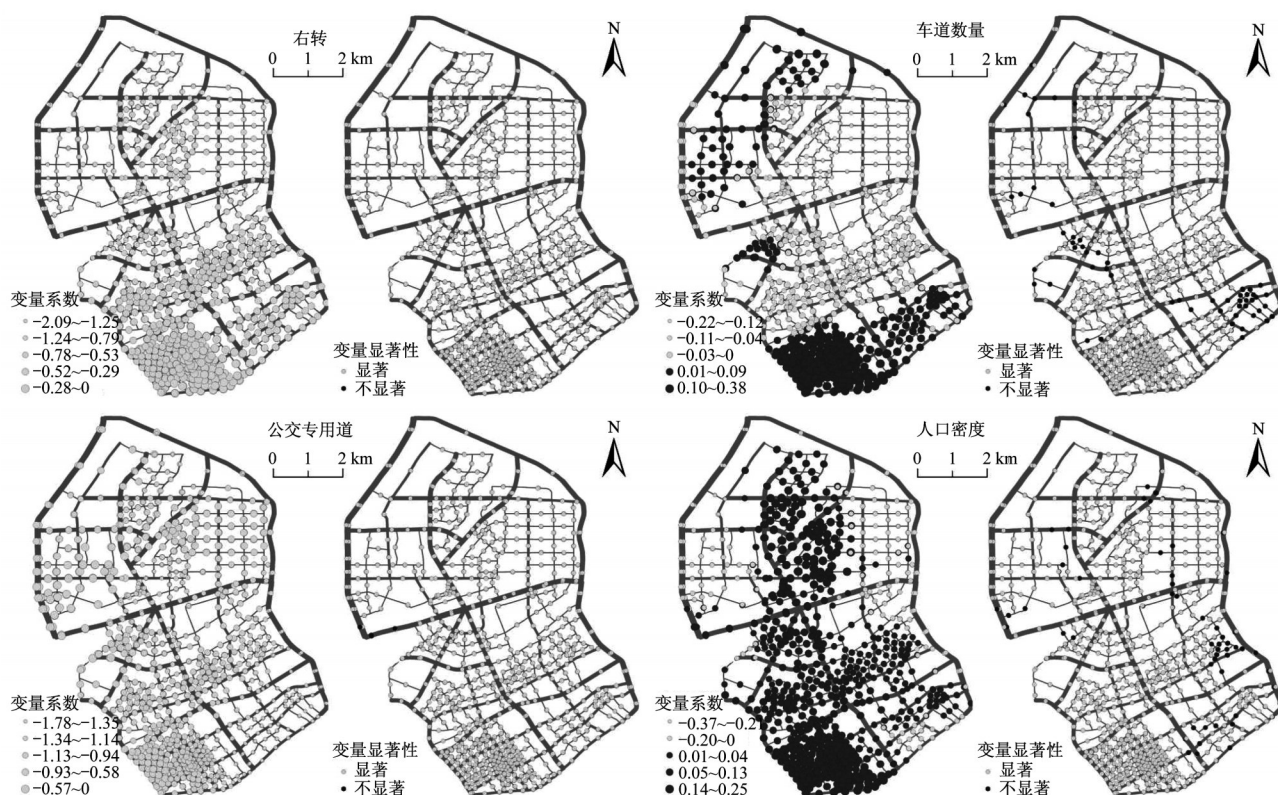 右转
0 1 2 km
N
变量系数
−2.09~−1.25
−1.24~−0.79
−0.78~−0.53
−0.52~−0.29
−0.28~0
变量显著性
显著
不显著
车道数量
0 1 2 km
N
变量系数
−0.22~−0.12
−0.11~−0.04
−0.03~0
0.01~0.09
0.10~0.38
变量显著性
显著
不显著
公交专用道
0 1 2 km
N
变量系数
−1.78~−1.35
−1.34~−1.14
−1.13~−0.94
−0.93~−0.58
−0.57~0
变量显著性
显著
不显著
人口密度
0 1 2 km
N
变量系数
−0.37~−0.21
−0.20~0
0.01~0.04
0.05~0.13
0.14~0.25
变量显著性
显著
不显著